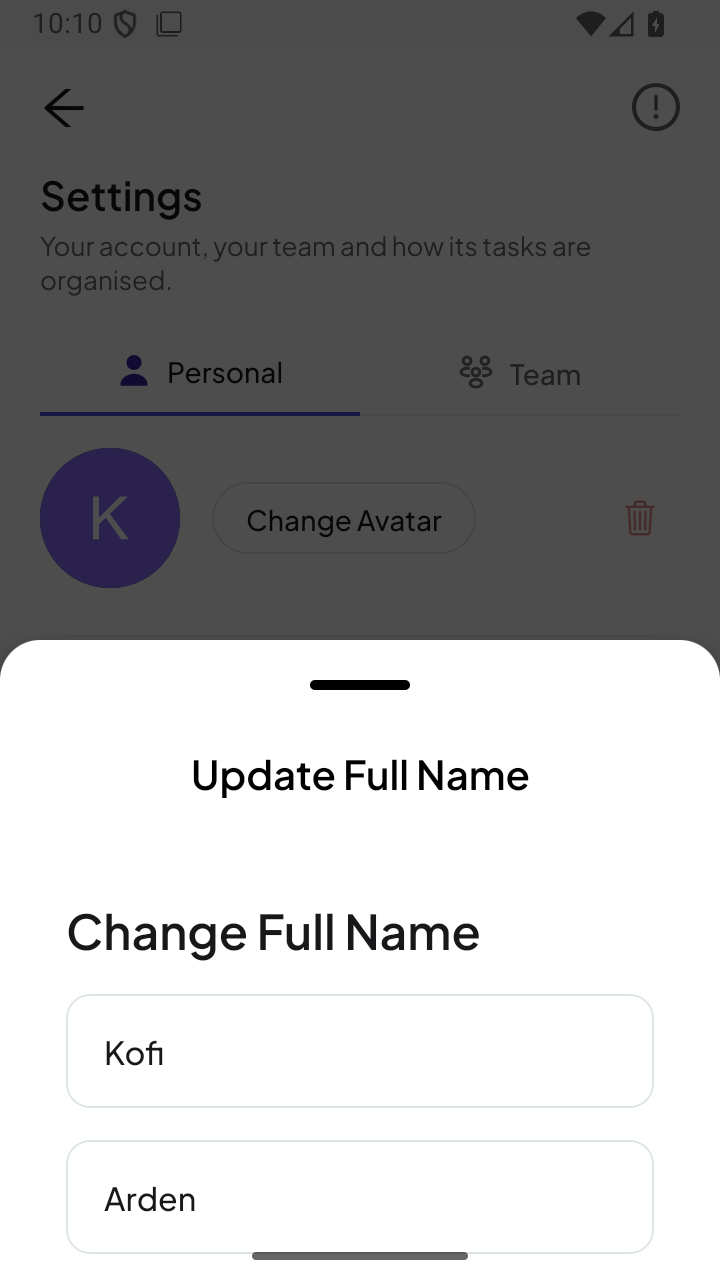 10:10
Settings
Your account, your team and how its tasks are
organised.
Personal
Team
K
Change Avatar
Update Full Name
Change Full Name
Kofi
Arden